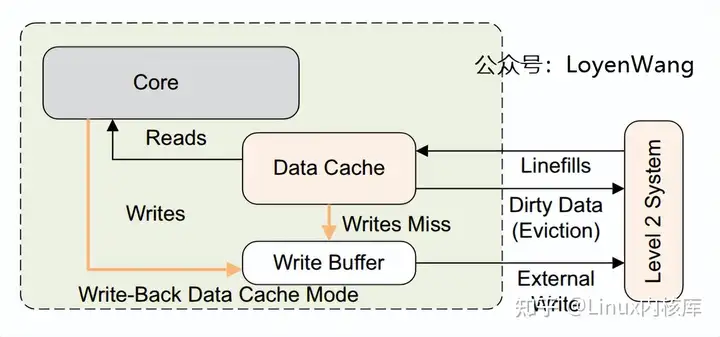 公众号：LoyenWang
Core
Reads
Data Cache
Linefills
Level 2 System
Writes
Writes Miss
Dirty Data
(Eviction)
Write Buffer
External
Write
Write-Back Data Cache Mode
知乎 @Linux内核库